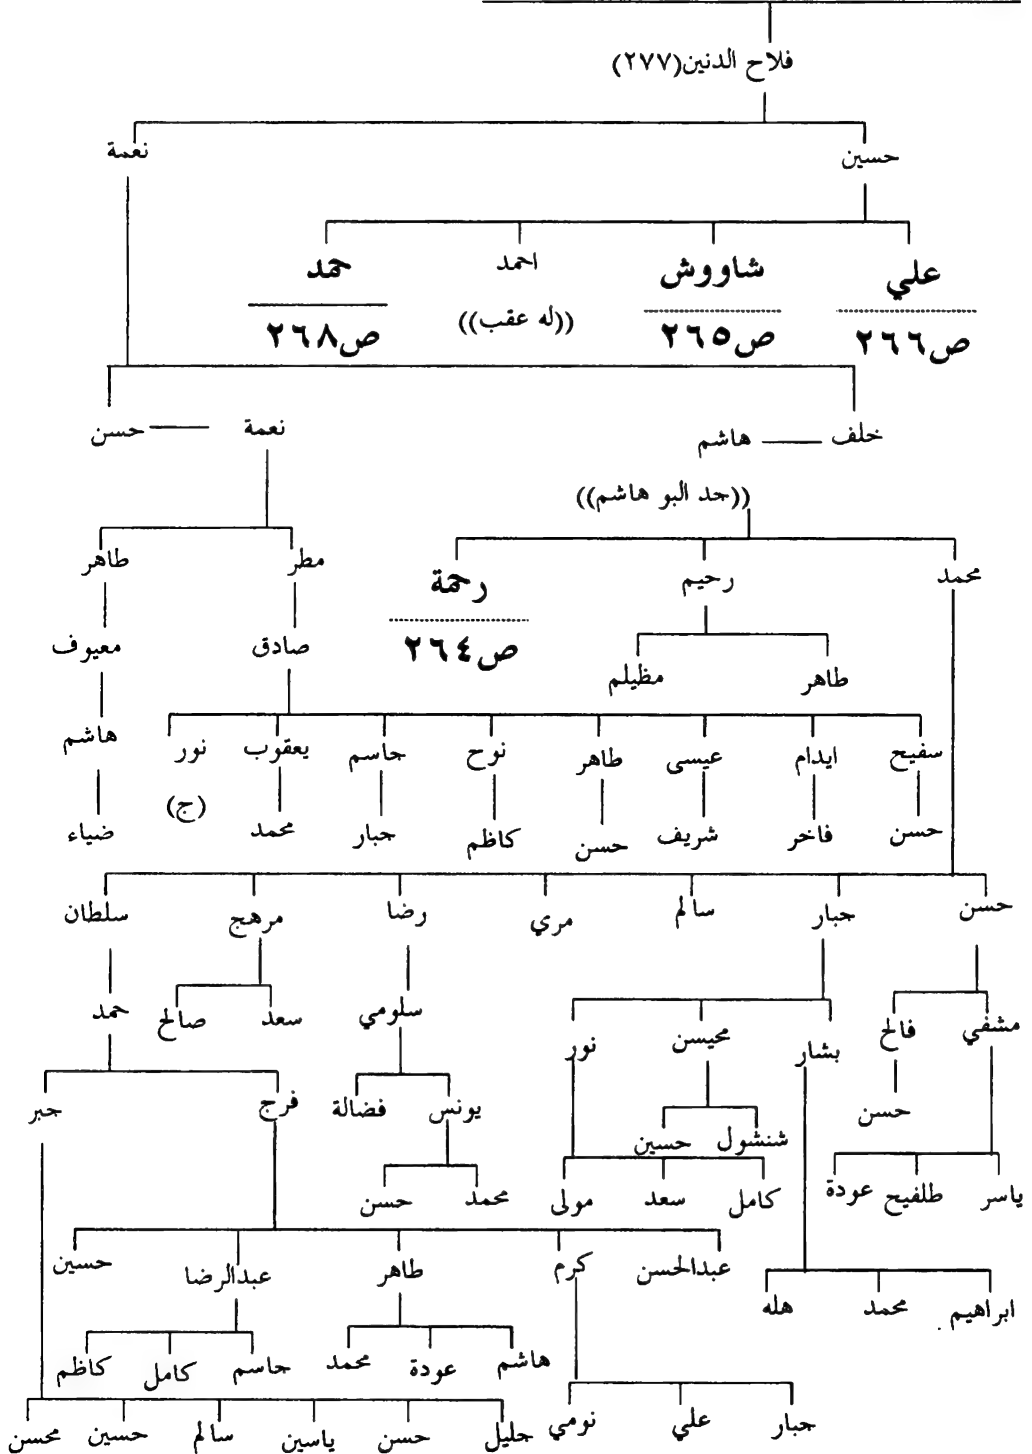 فلاح الدنين(٢٧٧)
حسين نعمة
علي شاووش احمد حمد
ص٢٦٦ ص٢٦٥ ((له عقب)) ص٢٦٨
خلف هاشم نعمة حسن
((جد البو هاشم))
محمد رحيم رحمة مطر طاهر
طاهر مظيلم ص٢٦٤ صادق معيوف
سفيح ايدام عيسى طاهر نوح جاسم يعقوب نور هاشم
(ج)
حسن فاخر شريف حسن كاظم جبار محمد ضياء
حسن جبار سالم مري رضا مرهج سلطان
مشفي فالح بشار محيسن نور سلومي سعد صالح حمد
حسن شنشول حسين يونس فضالة فرج جبر
ياسر طلفيح عودة كامل سعد مولى محمد حسن
ابراهيم محمد هله عبدالحسن كرم طاهر عبدالرضا حسين
هاشم عودة محمد جاسم كامل كاظم
جبار علي نومي جليل حسن ياسين سالم حسين محسن